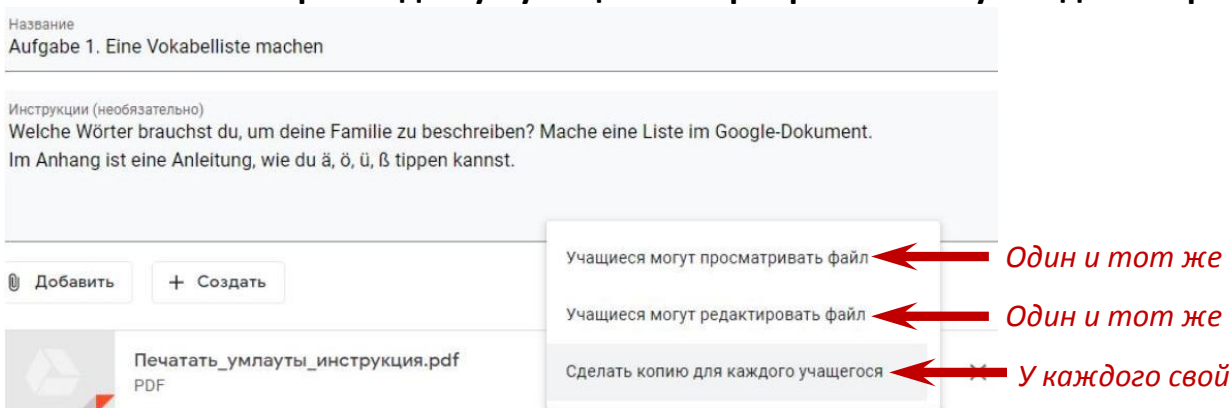 Название
Aufgabe 1. Eine Vokabelliste machen
Инструкции (необязательно)
Welche Wörter brauchst du, um deine Familie zu beschreiben? Mache eine Liste im Google-Dokument.
Im Anhang ist eine Anleitung, wie du ä, ö, ü, ß tippen kannst.
Учащиеся могут просматривать файл Один и тот же
Добавить + Создать
Учащиеся могут редактировать файл Один и тот же
Печатать_умлауты_инструкция.pdf
Сделать копию для каждого учащегося У каждого свой
PDF